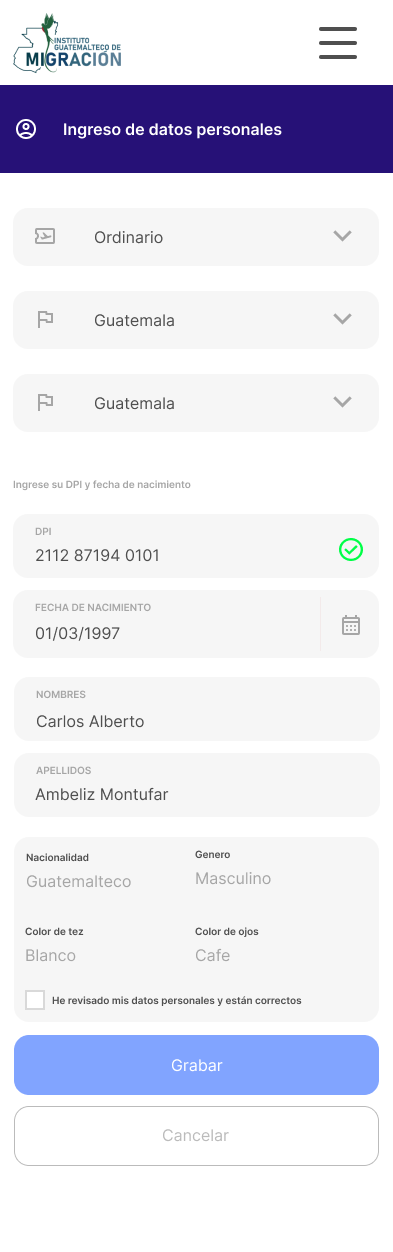 INSTITUTO
GUATEMALTECO DE
MIGRACIÓN
Ingreso de datos personales
Ordinario
Guatemala
Guatemala
Ingrese su DPI y fecha de nacimiento
DPI
2112 87194 0101
FECHA DE NACIMIENTO
01/03/1997
NOMBRES
Carlos Alberto
APELLIDOS
Ambeliz Montufar
Nacionalidad
Guatemalteco
Genero
Masculino
Color de tez
Blanco
Color de ojos
Cafe
He revisado mis datos personales y están correctos
Grabar
Cancelar